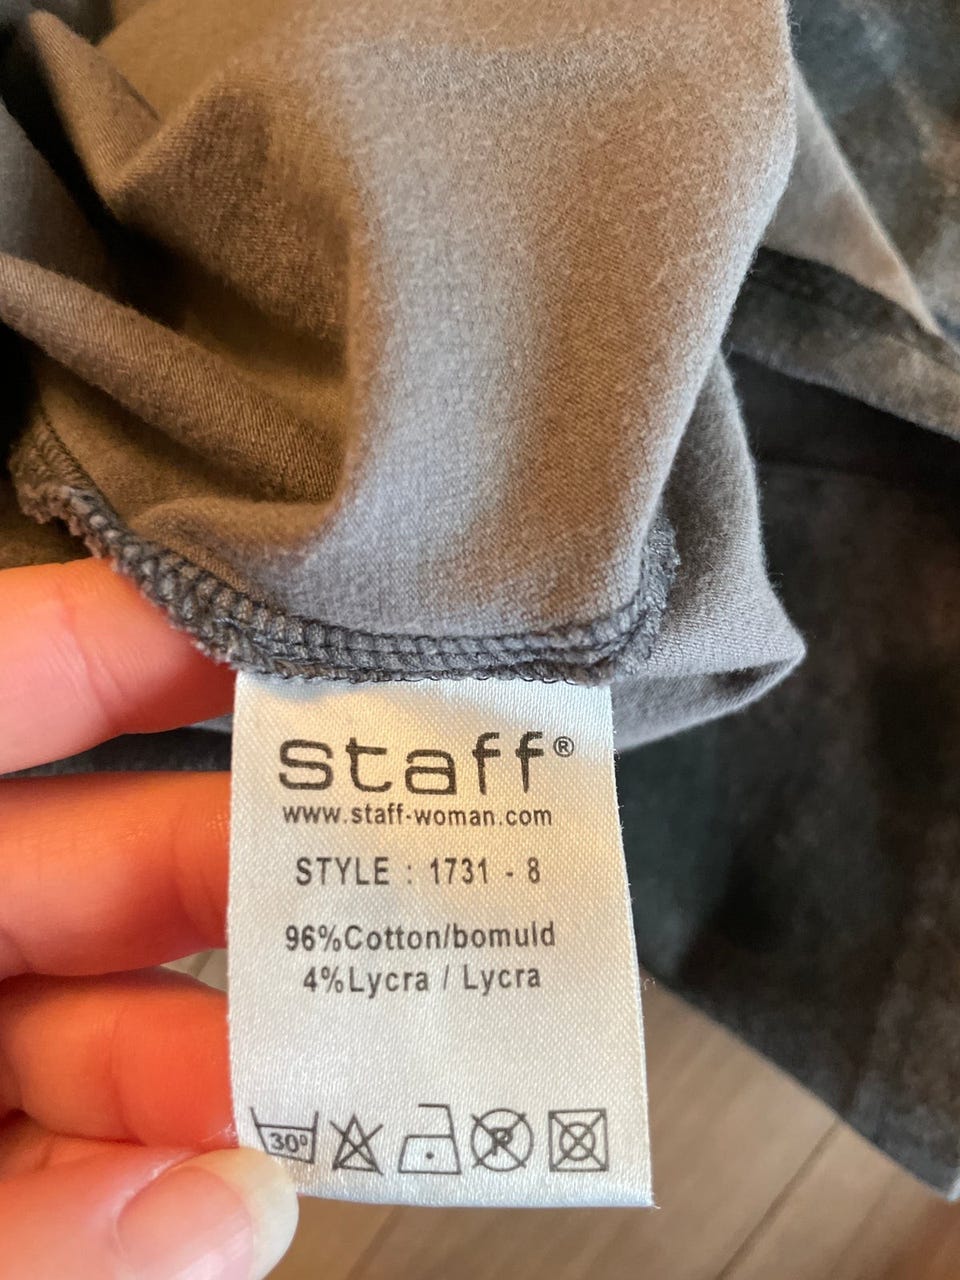 staff®
www.staff-woman.com
STYLE : 1731 - 8
96%Cotton/bomuld
4%Lycra / Lycra
30° P